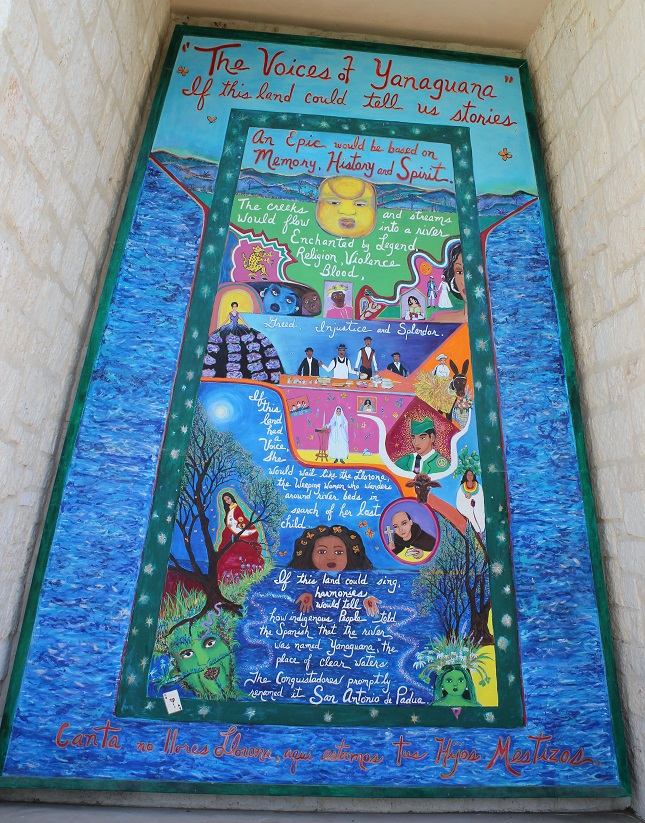 "The Voices of Yanaguana"
If this land could tell us stories
An Epic would be based on
Memory, History and Spirit.
The creeks and streams
would flow into a river
Enchanted by Legend,
Religion, Violence
Blood,
Greed, Injustice and Splendor.
If
this
land
had
a
Voice,
She
would wail like the Llorona,
the Weeping Woman who wanders
around river beds in
search of her lost
child.
If this land could sing,
harmonies
would tell
how indigenous People told
the Spanish that the river
was named Yanaguana, the
place of clear waters.
The Conquistadores promptly
renamed it San Antonio de Padua.
Canta no llores Llorona, aqui estamos tus Hijos Mestizos.